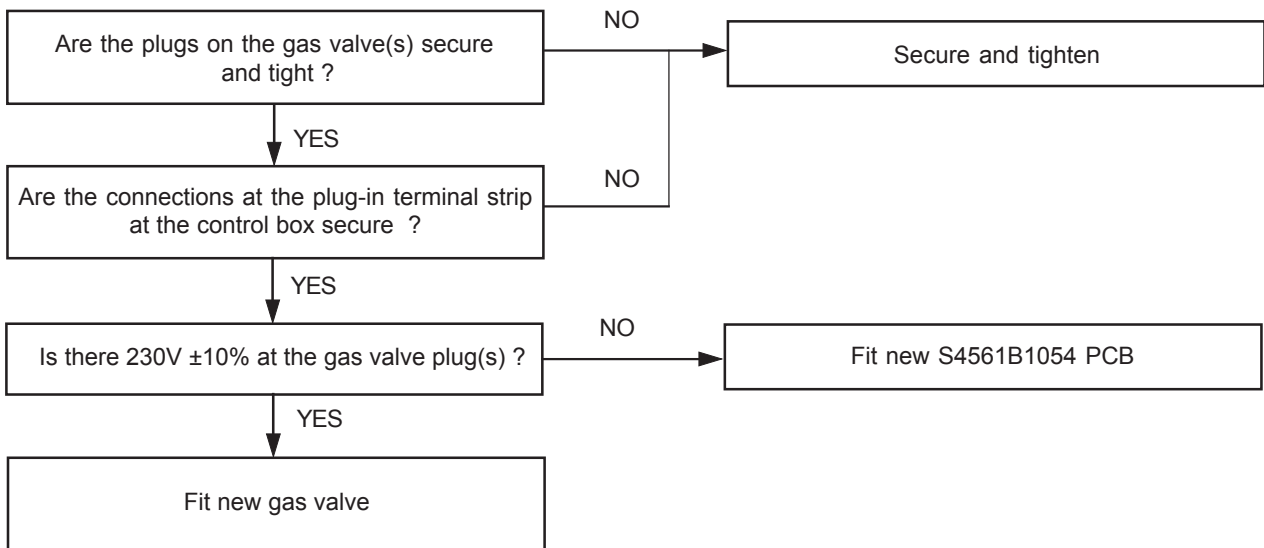 NO
Are the plugs on the gas valve(s) secure
and tight ?
Secure and tighten
YES
Are the connections at the plug-in terminal strip
at the control box secure ?
NO
YES
Is there 230V ±10% at the gas valve plug(s) ?
NO
Fit new S4561B1054 PCB
YES
Fit new gas valve